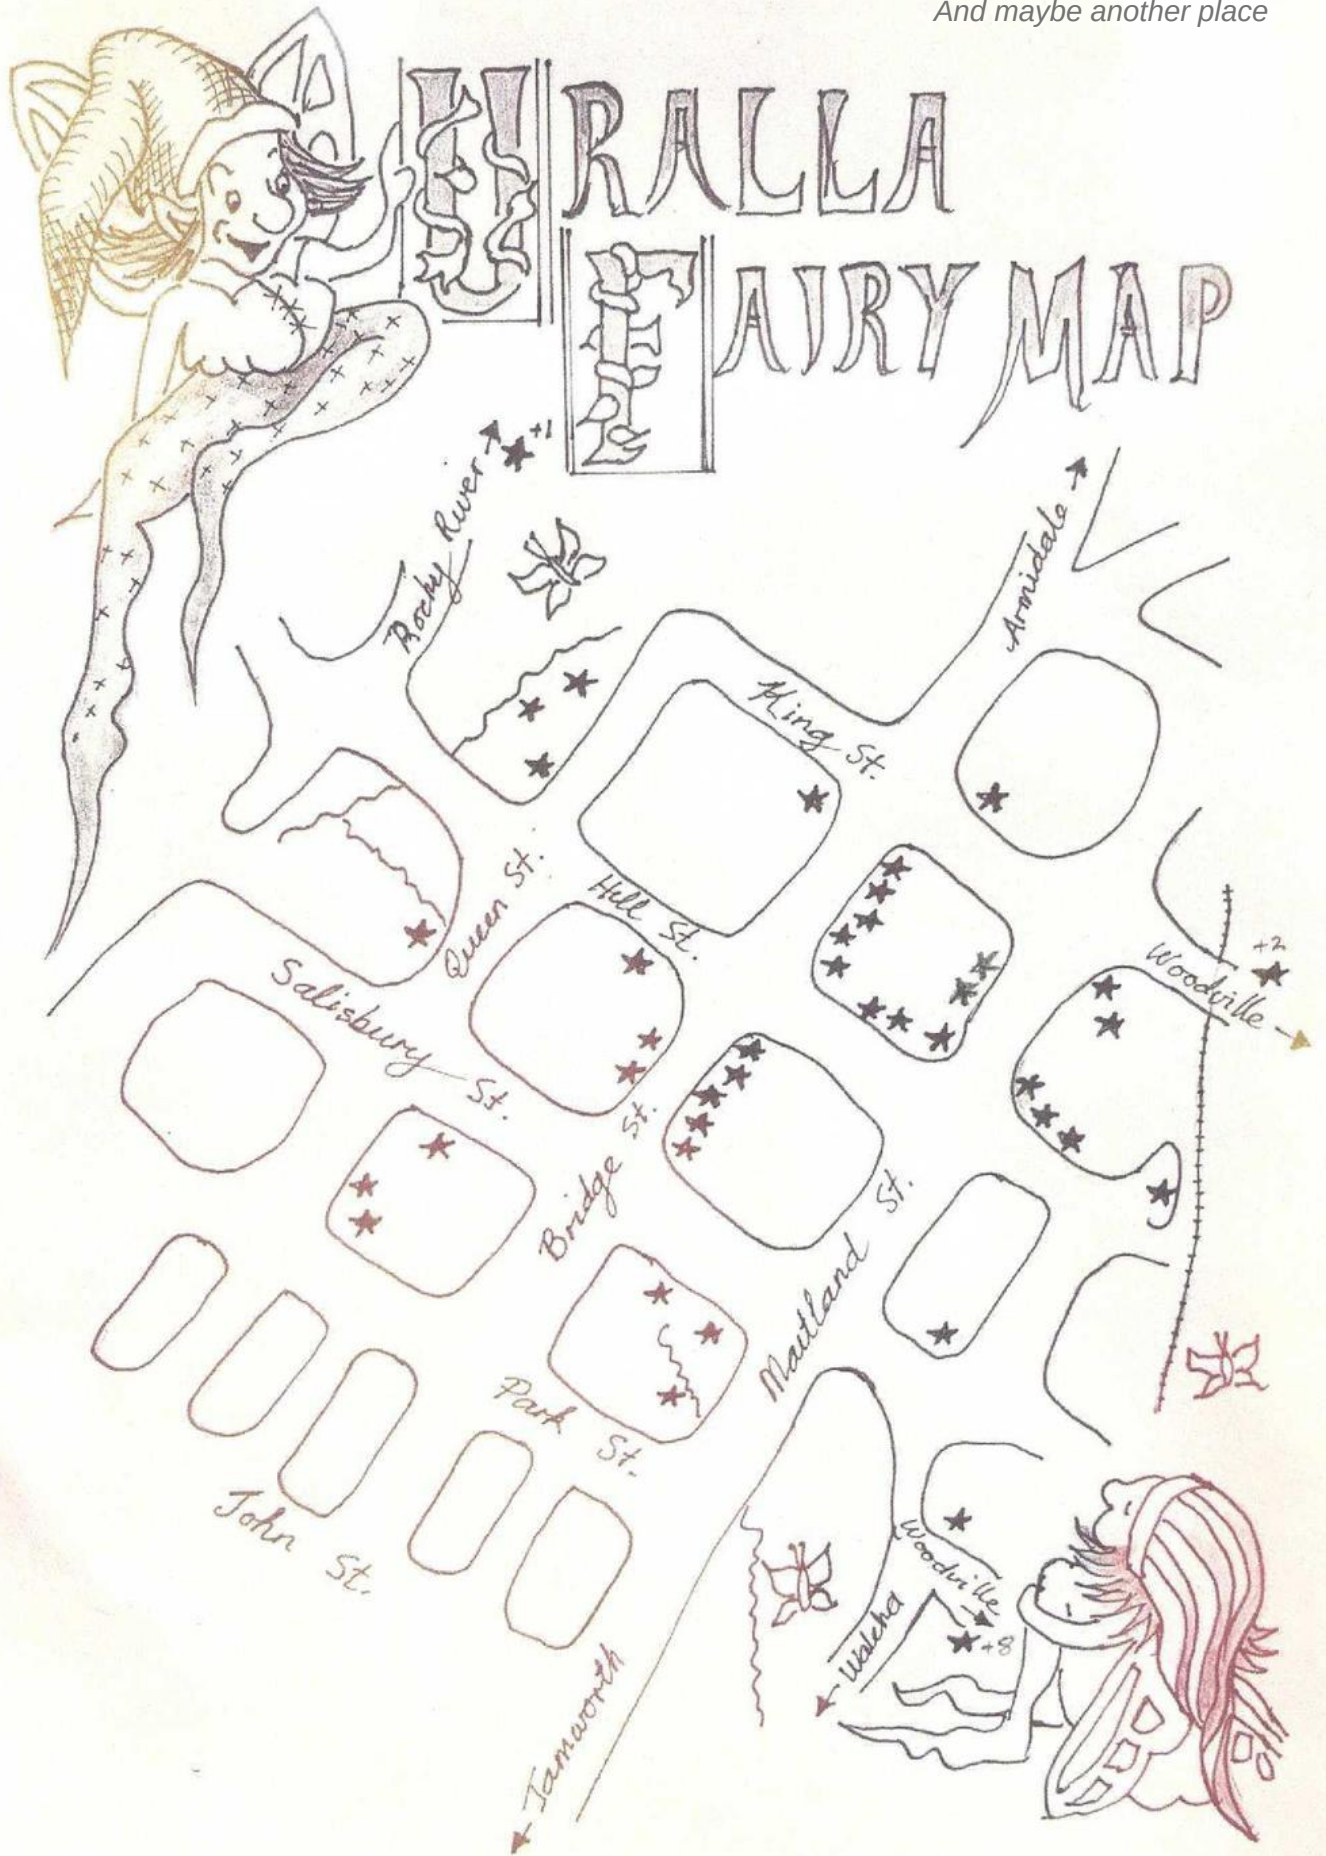 And maybe another place
URALLA
FAIRY MAP
+1
Rocky River
Armidale
King St.
Queen St.
Hill St.
Woodville
+2
Salisbury St.
Bridge St.
Maitland St.
Park St.
John St.
Woodville
Walcha
+8
Tamworth